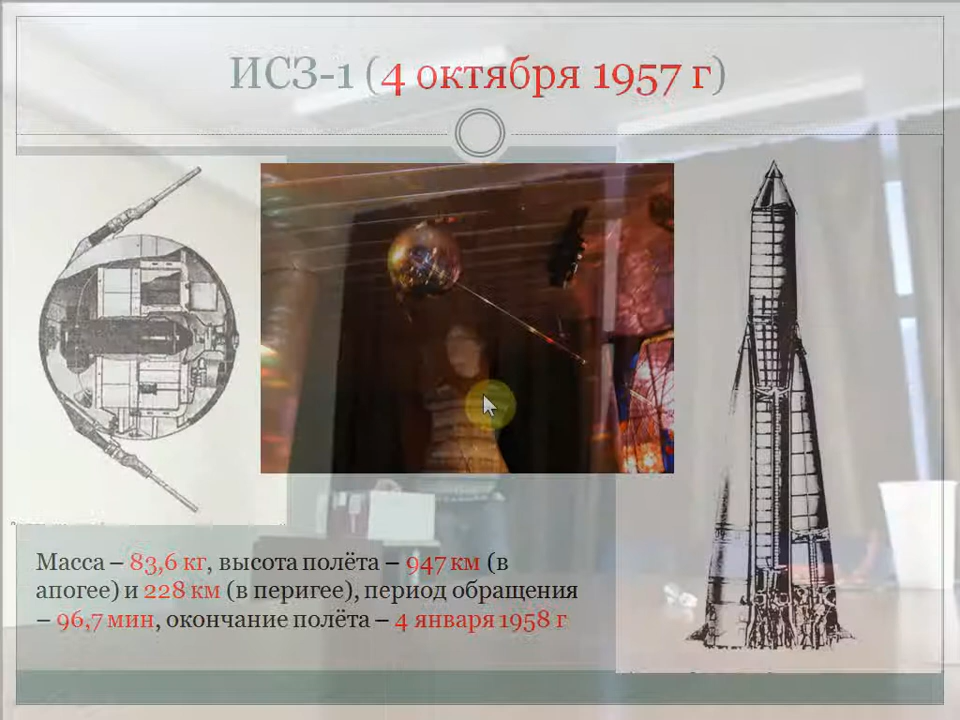 ИСЗ-1 (4 октября 1957 г)
Масса – 83,6 кг, высота полёта – 947 км (в
апогее) и 228 км (в перигее), период обращения
– 96,7 мин, окончание полёта – 4 января 1958 г